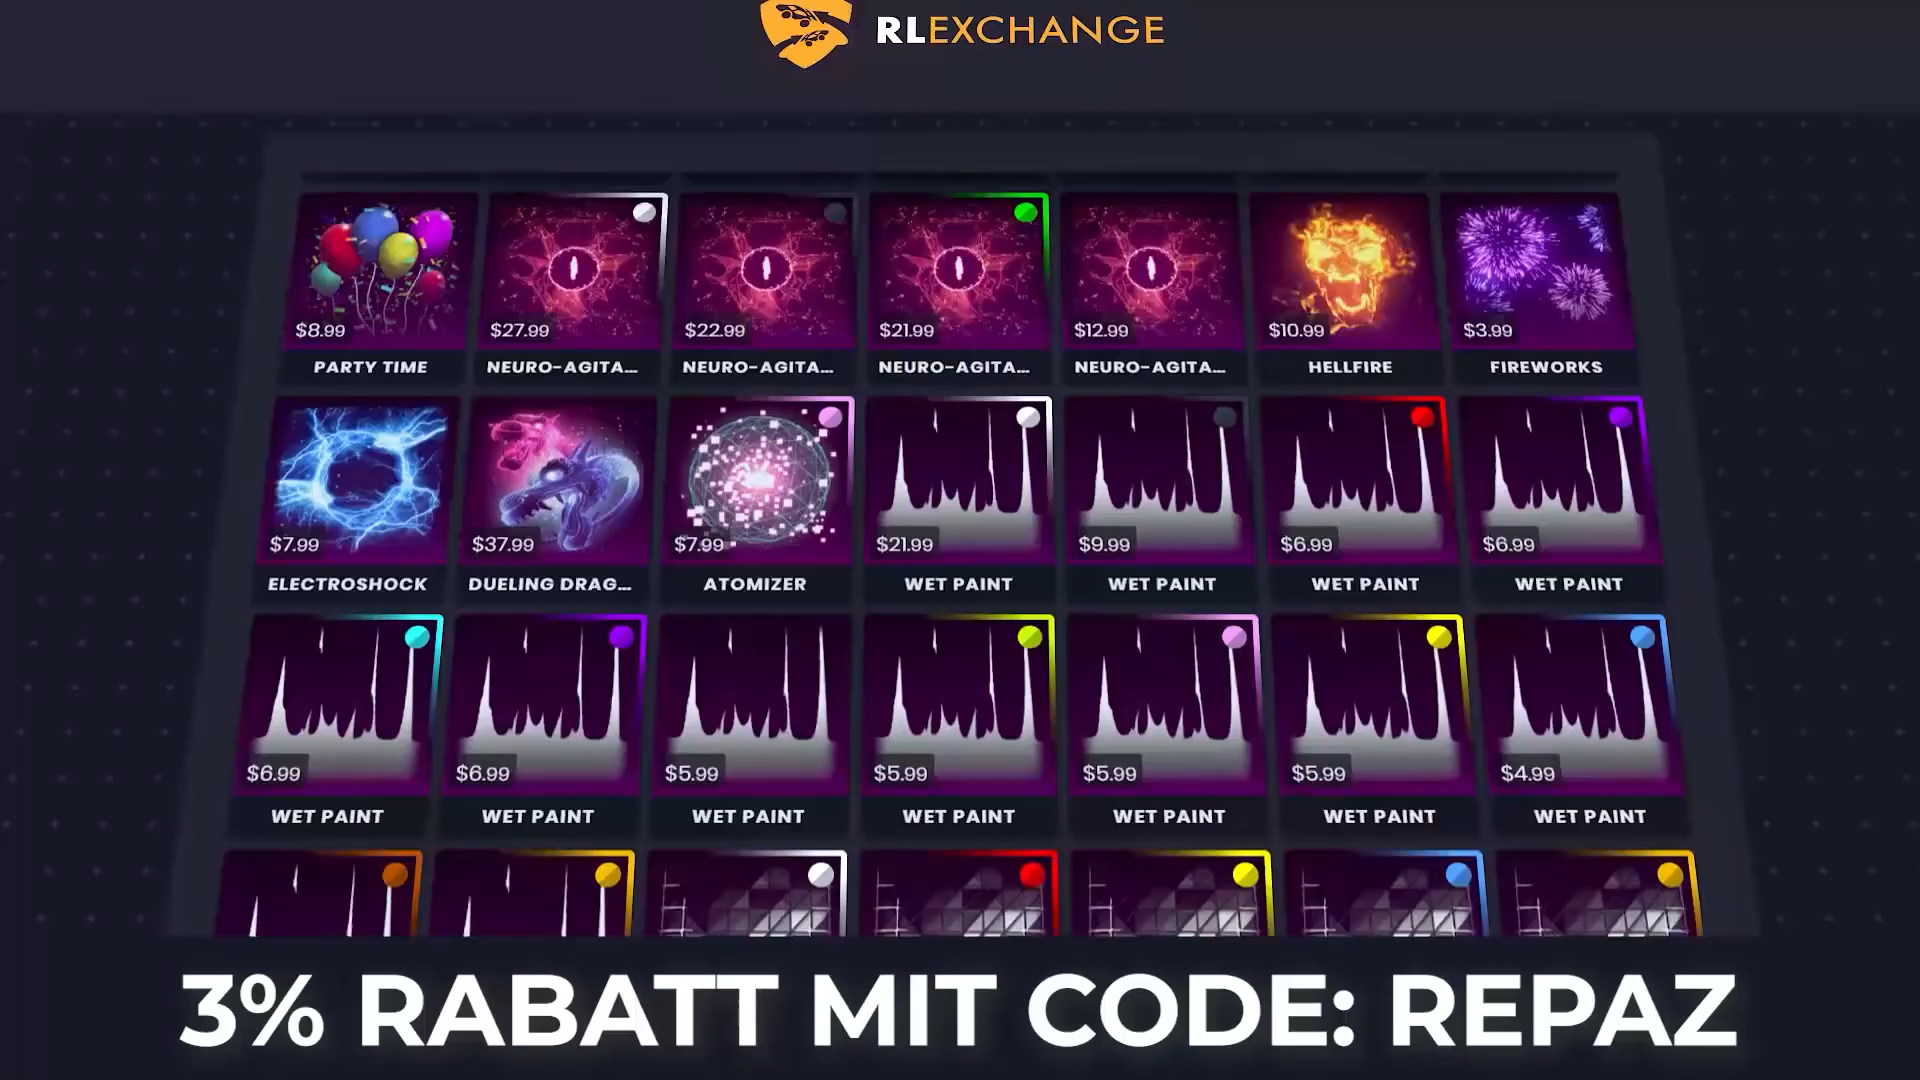 RLEXCHANGE
$8.99 $27.99 $22.99 $21.99 $12.99 $10.99 $3.99
PARTY TIME NEURO-AGITA... NEURO-AGITA... NEURO-AGITA... NEURO-AGITA... HELLFIRE FIREWORKS
$7.99 $37.99 $7.99 $21.99 $9.99 $6.99 $6.99
ELECTROSHOCK DUELING DRAG... ATOMIZER WET PAINT WET PAINT WET PAINT WET PAINT
$6.99 $6.99 $5.99 $5.99 $5.99 $5.99 $4.99
WET PAINT WET PAINT WET PAINT WET PAINT WET PAINT WET PAINT WET PAINT
3% RABATT MIT CODE: REPAZ